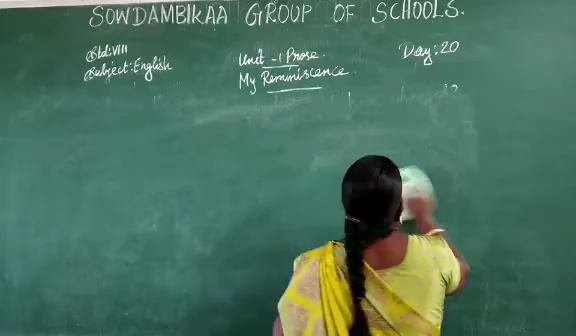 SOWDAMBIKAA GROUP OF SCHOOLS.
Std: VIII
Subject: English
Unit - 1 Prose.
My Reminiscence.
Day: 20